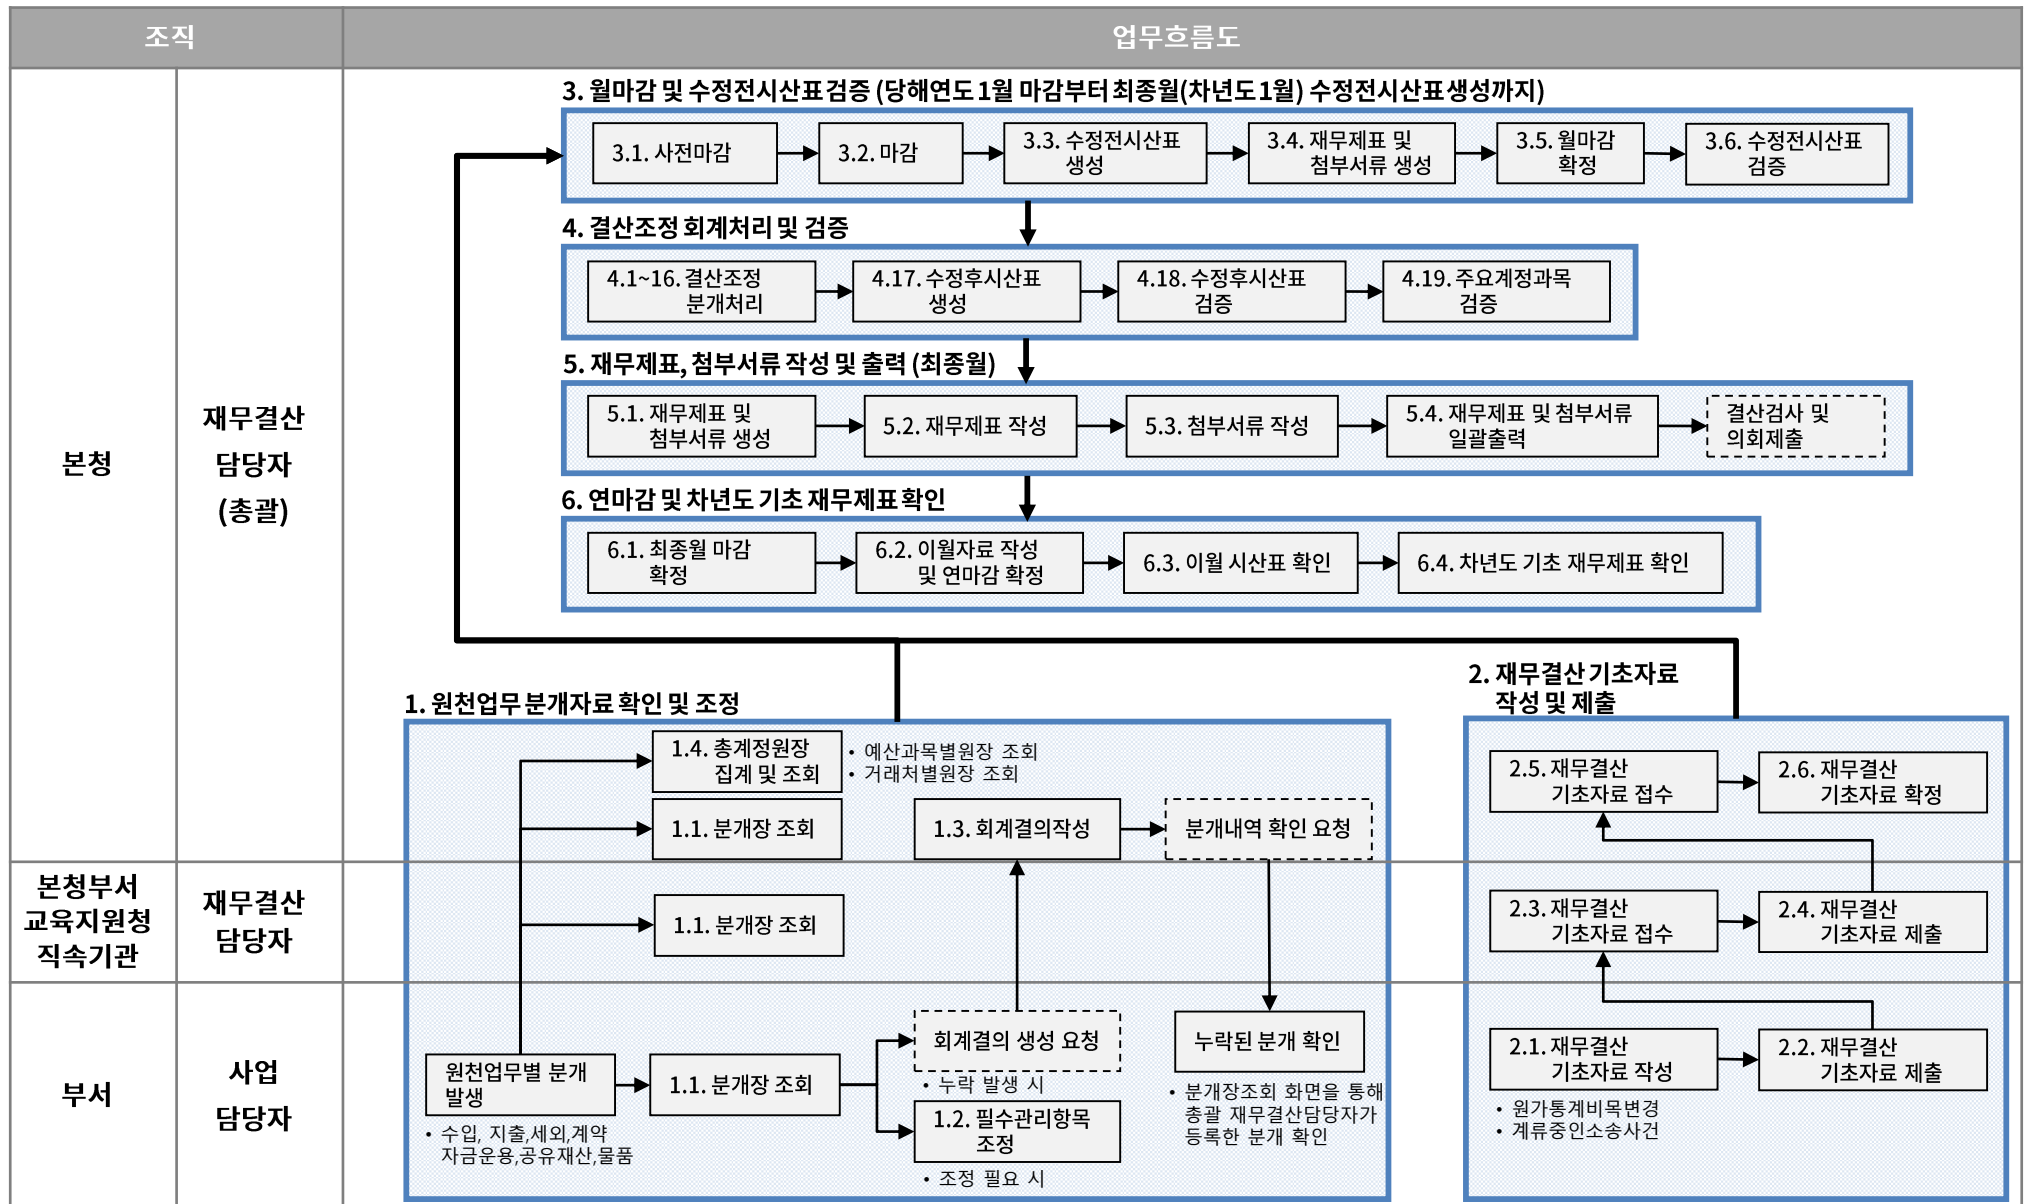 조직
업무흐름도
본청
재무결산
담당자
(총괄)
3. 월마감 및 수정전시산표검증 (당해연도1월 마감부터 최종월(차년도1월) 수정전시산표생성까지)
3.1. 사전마감
3.2. 마감
3.3. 수정전시산표
생성
3.4. 재무제표 및
첨부서류 생성
3.5. 월마감
확정
3.6. 수정전시산표
검증
4. 결산조정 회계처리 및 검증
4.1~16. 결산조정
분개처리
4.17. 수정후시산표
생성
4.18. 수정후시산표
검증
4.19. 주요계정과목
검증
5. 재무제표, 첨부서류 작성 및 출력 (최종월)
5.1. 재무제표 및
첨부서류 생성
5.2. 재무제표 작성
5.3. 첨부서류 작성
5.4. 재무제표 및 첨부서류
일괄출력
결산검사 및
의회제출
6. 연마감 및 차년도 기초 재무제표확인
6.1. 최종월 마감
확정
6.2. 이월자료 작성
및 연마감 확정
6.3. 이월 시산표 확인
6.4. 차년도 기초 재무제표 확인
1. 원천업무 분개자료 확인 및 조정
1.4. 총계정원장
집계 및 조회
• 예산과목별원장 조회
• 거래처별원장 조회
1.1. 분개장 조회
1.3. 회계결의작성
분개내역 확인 요청
2. 재무결산 기초자료
작성 및 제출
2.5. 재무결산
기초자료 접수
2.6. 재무결산
기초자료 확정
본청부서
교육지원청
직속기관
재무결산
담당자
1.1. 분개장 조회
2.3. 재무결산
기초자료 접수
2.4. 재무결산
기초자료 제출
부서
사업
담당자
원천업무별 분개
발생
• 수입, 지출,세외,계약
자금운용,공유재산,물품
1.1. 분개장 조회
회계결의 생성 요청
• 누락 발생 시
1.2. 필수관리항목
조정
• 조정 필요 시
누락된 분개 확인
• 분개장조회 화면을 통해
총괄 재무결산담당자가
등록한 분개 확인
2.1. 재무결산
기초자료 작성
2.2. 재무결산
기초자료 제출
• 원가통계비목변경
• 계류중인소송사건